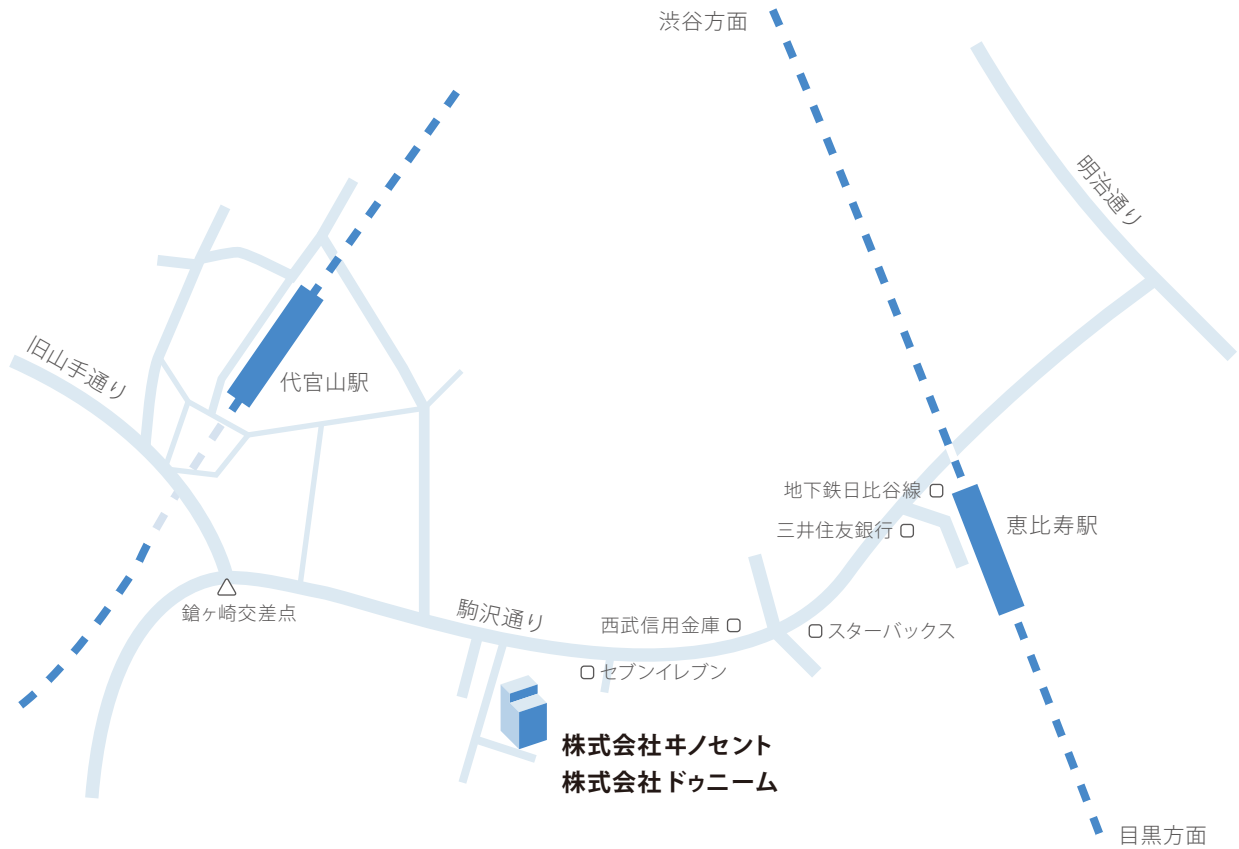 渋谷方面
明治通り
旧山手通り
代官山駅
地下鉄日比谷線
三井住友銀行
恵比寿駅
鎗ヶ崎交差点
駒沢通り
西武信用金庫
スターバックス
セブンイレブン
株式会社ヰノセント
株式会社ドゥニーム
目黒方面